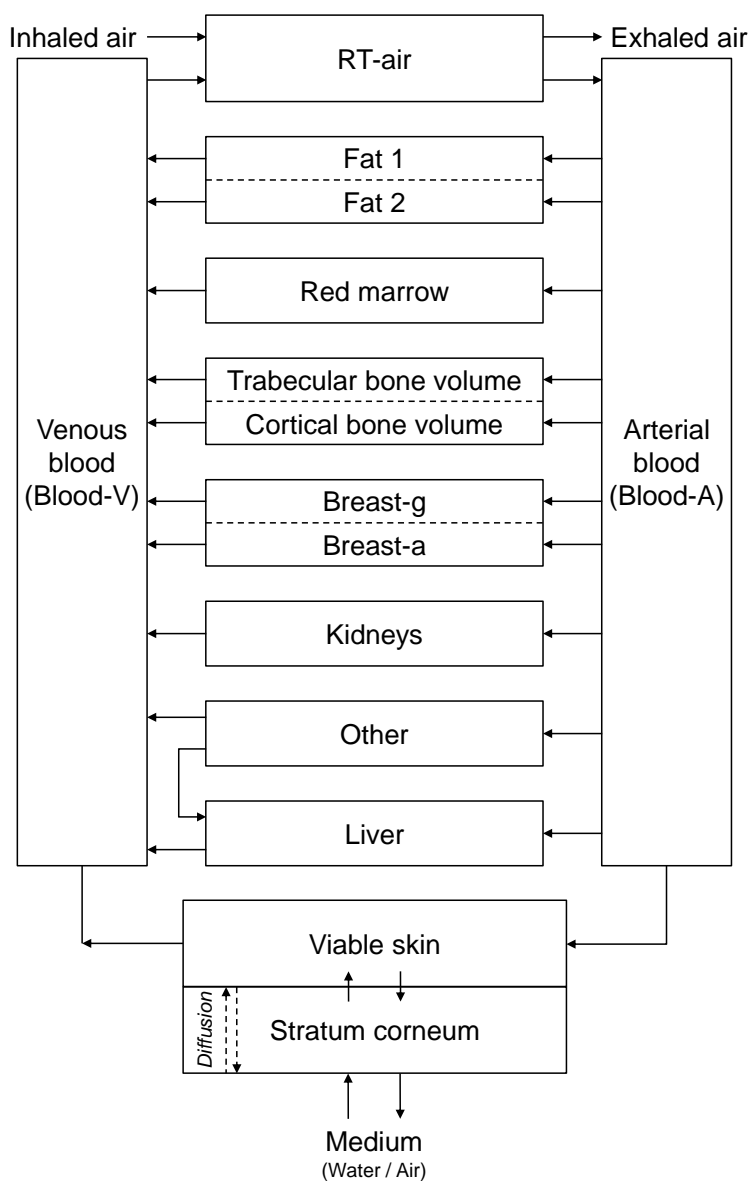 Inhaled air
RT-air
Exhaled air
Fat 1
Fat 2
Red marrow
Trabecular bone volume
Cortical bone volume
Venous
blood
(Blood-V)
Arterial
blood
(Blood-A)
Breast-g
Breast-a
Kidneys
Other
Liver
Viable skin
Diffusion
Stratum corneum
Medium
(Water / Air)